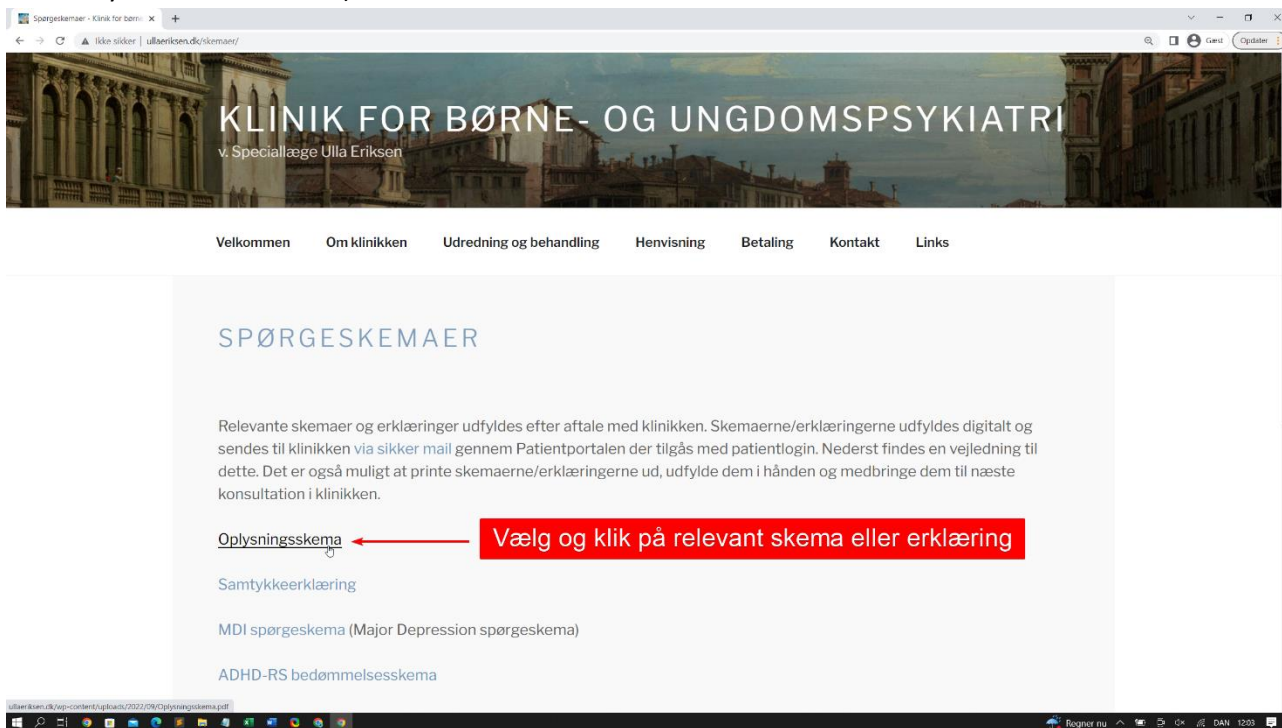 Spørgeskemaer - Klinik for børne-
Ikke sikker | ullaeriksen.dk/skemaer/
Gæst
Opdater
KLINIK FOR BØRNE- OG UNGDOMSPSYKIATRI
v. Speciallæge Ulla Eriksen
Velkommen Om klinikken Udredning og behandling Henvisning Betaling Kontakt Links
SPØRGESKEMAER
Relevante skemaer og erklæringer udfyldes efter aftale med klinikken. Skemaerne/erklæringerne udfyldes digitalt og
sendes til klinikken via sikker mail gennem Patientportalen der tilgås med patientlogin. Nederst findes en vejledning til
dette. Det er også muligt at printe skemaerne/erklæringerne ud, udfylde dem i hånden og medbringe dem til næste
konsultation i klinikken.
Oplysningsskema
Vælg og klik på relevant skema eller erklæring
Samtykkeerklæring
MDI spørgeskema (Major Depression spørgeskema)
ADHD-RS bedømmelsesskema
ullaeriksen.dk/wp-content/uploads/2022/09/Oplysningsskema.pdf
Regner nu DAN 12:03